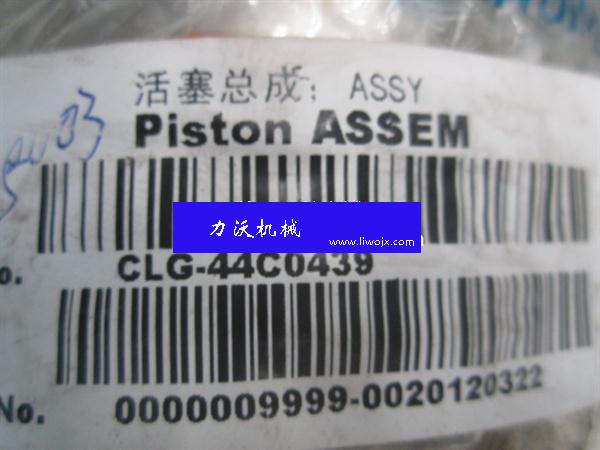 活塞总成: ASSY
Piston ASSEM
力沃机械
www.liwojx.com
o. CLG-44C0439
No. 0000009999-0020120322